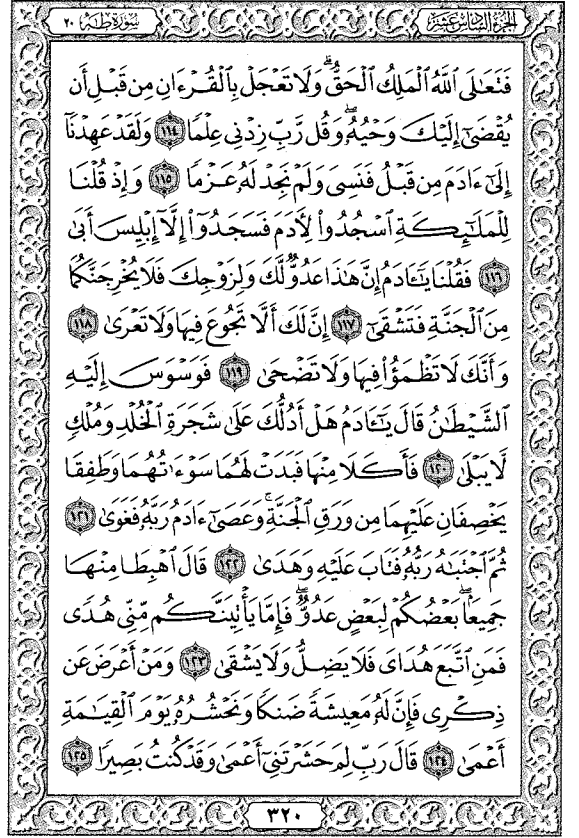 الجزء السادس عشر سورة طه ٢٠
فَتَعَٰلَى ٱللَّهُ ٱلْمَلِكُ ٱلْحَقُّ ۗ وَلَا تَعْجَلْ بِٱلْقُرْءَانِ مِن قَبْلِ أَن
يُقْضَىٰٓ إِلَيْكَ وَحْيُهُۥ ۖ وَقُل رَّبِّ زِدْنِى عِلْمًا ١١٤ وَلَقَدْ عَهِدْنَآ
إِلَىٰٓ ءَادَمَ مِن قَبْلُ فَنَسِىَ وَلَمْ نَجِدْ لَهُۥ عَزْمًا ١١٥ وَإِذْ قُلْنَا
لِلْمَلَٰٓئِكَةِ ٱسْجُدُوا۟ لِءَادَمَ فَسَجَدُوٓا۟ إِلَّآ إِبْلِيسَ أَبَىٰ
١١٦ فَقُلْنَا يَٰٓـَٔادَمُ إِنَّ هَٰذَا عَدُوٌّ لَّكَ وَلِزَوْجِكَ فَلَا يُخْرِجَنَّكُمَا
مِنَ ٱلْجَنَّةِ فَتَشْقَىٰٓ ١١٧ إِنَّ لَكَ أَلَّا تَجُوعَ فِيهَا وَلَا تَعْرَىٰ ١١٨
وَأَنَّكَ لَا تَظْمَؤُا۟ فِيهَا وَلَا تَضْحَىٰ ١١٩ فَوَسْوَسَ إِلَيْهِ
ٱلشَّيْطَٰنُ قَالَ يَٰٓـَٔادَمُ هَلْ أَدُلُّكَ عَلَىٰ شَجَرَةِ ٱلْخُلْدِ وَمُلْكٍ
لَّا يَبْلَىٰ ١٢٠ فَأَكَلَا مِنْهَا فَبَدَتْ لَهُمَا سَوْءَٰتُهُمَا وَطَفِقَا
يَخْصِفَانِ عَلَيْهِمَا مِن وَرَقِ ٱلْجَنَّةِ ۚ وَعَصَىٰٓ ءَادَمُ رَبَّهُۥ فَغَوَىٰ ١٢١
ثُمَّ ٱجْتَبَٰهُ رَبُّهُۥ فَتَابَ عَلَيْهِ وَهَدَىٰ ١٢٢ قَالَ ٱهْبِطَا مِنْهَا
جَمِيعًۢا ۖ بَعْضُكُمْ لِبَعْضٍ عَدُوٌّ ۖ فَإِمَّا يَأْتِيَنَّكُم مِّنِّى هُدًى
فَمَنِ ٱتَّبَعَ هُدَاىَ فَلَا يَضِلُّ وَلَا يَشْقَىٰ ١٢٣ وَمَنْ أَعْرَضَ عَن
ذِكْرِى فَإِنَّ لَهُۥ مَعِيشَةً ضَنكًا وَنَحْشُرُهُۥ يَوْمَ ٱلْقِيَٰمَةِ
أَعْمَىٰ ١٢٤ قَالَ رَبِّ لِمَ حَشَرْتَنِىٓ أَعْمَىٰ وَقَدْ كُنتُ بَصِيرًا ١٢٥
٣٢٠